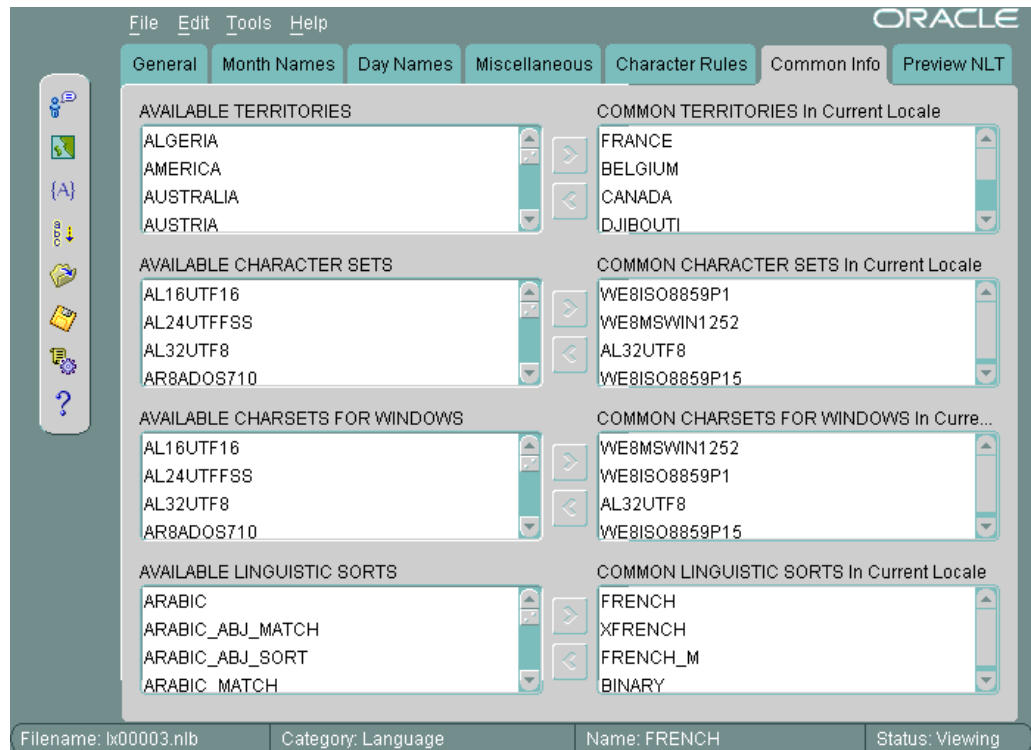 File Edit Tools Help
ORACLE
General Month Names Day Names Miscellaneous Character Rules Common Info Preview NLT
AVAILABLE TERRITORIES
ALGERIA
AMERICA
AUSTRALIA
AUSTRIA
COMMON TERRITORIES In Current Locale
FRANCE
BELGIUM
CANADA
DJIBOUTI
AVAILABLE CHARACTER SETS
AL16UTF16
AL24UTFFSS
AL32UTF8
AR8ADOS710
COMMON CHARACTER SETS In Current Locale
WE8ISO8859P1
WE8MSWIN1252
AL32UTF8
WE8ISO8859P15
AVAILABLE CHARSETS FOR WINDOWS
AL16UTF16
AL24UTFFSS
AL32UTF8
AR8ADOS710
COMMON CHARSETS FOR WINDOWS In Curre...
WE8MSWIN1252
WE8ISO8859P1
AL32UTF8
WE8ISO8859P15
AVAILABLE LINGUISTIC SORTS
ARABIC
ARABIC_ABJ_MATCH
ARABIC_ABJ_SORT
ARABIC_MATCH
COMMON LINGUISTIC SORTS In Current Locale
FRENCH
XFRENCH
FRENCH_M
BINARY
{A}
a
b
c
?
Filename: lx00003.nlb Category: Language Name: FRENCH Status: Viewing